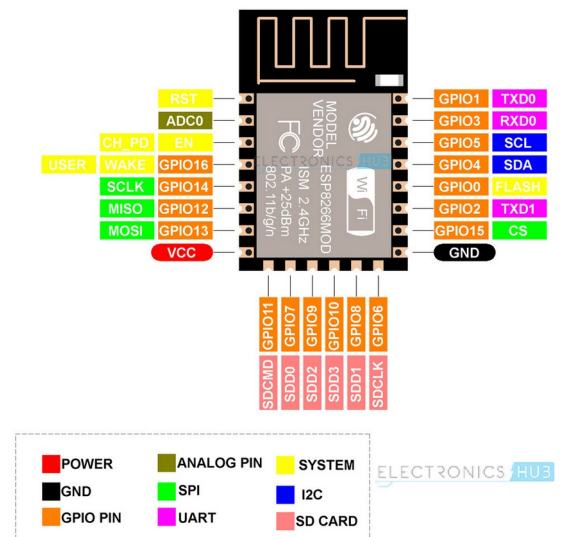 RST
ADC0
CH_PD EN
USER WAKE GPIO16
SCLK GPIO14
MISO GPIO12
MOSI GPIO13
VCC
MODEL
VENDOR
ESP8266MOD
FC
ISM 2.4GHz
PA +25dBm
802.11b/g/n
Wi Fi
ELECTRONICS HUB
GPIO1 TXD0
GPIO3 RXD0
GPIO5 SCL
GPIO4 SDA
GPIO0 FLASH
GPIO2 TXD1
GPIO15 CS
GND
GPIO11
GPIO7
GPIO9
GPIO10
GPIO8
GPIO6
SDCMD
SDD0
SDD2
SDD3
SDD1
SDCLK
POWER
ANALOG PIN
SYSTEM
GND
SPI
I2C
GPIO PIN
UART
SD CARD
ELECTRONICS HUB